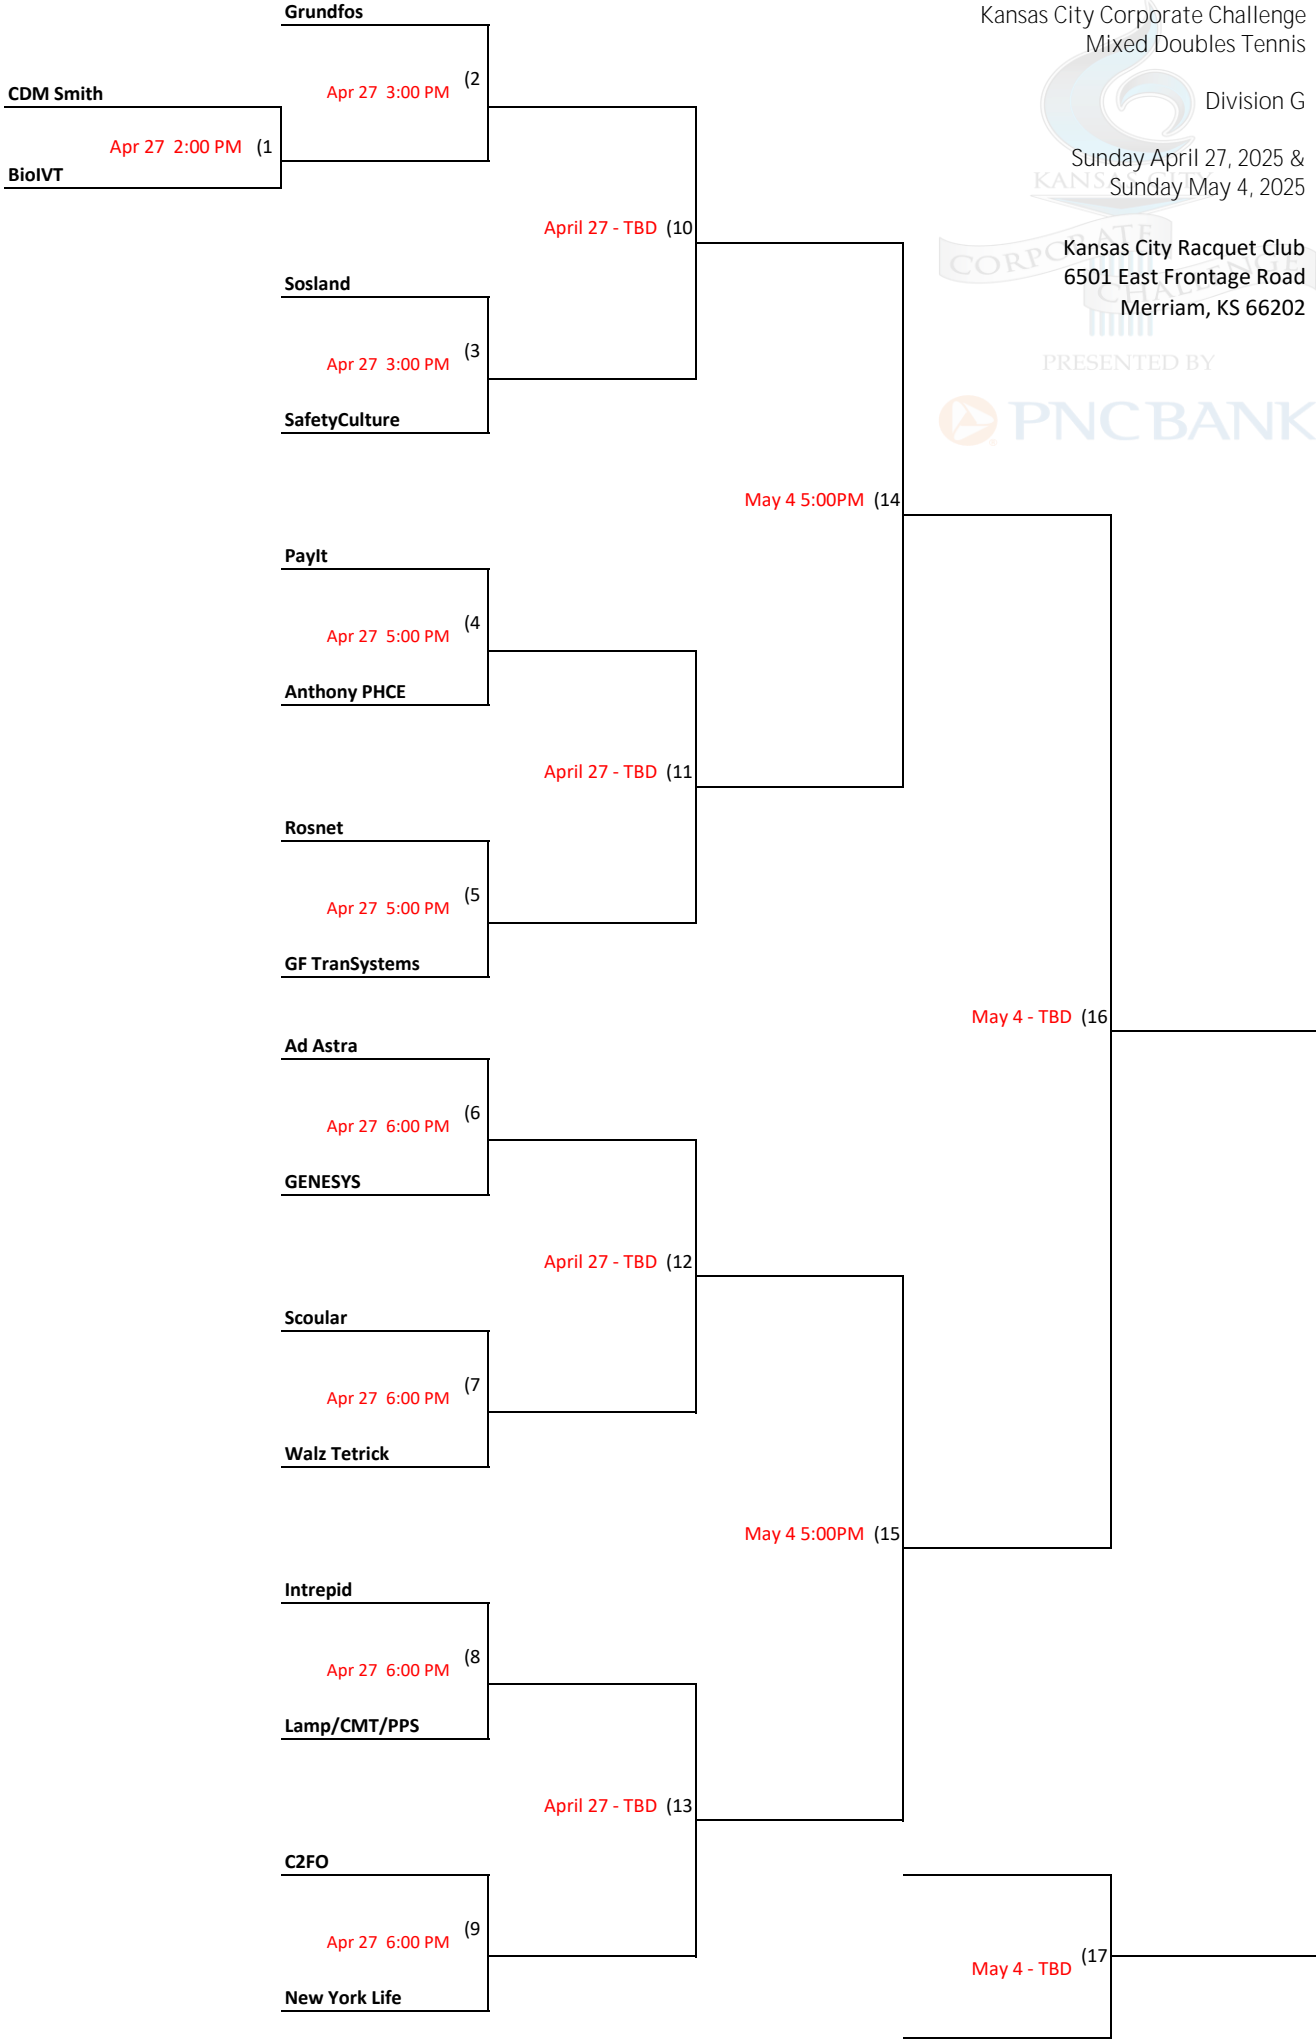 Grundfos
Kansas City Corporate Challenge
Mixed Doubles Tennis
(2
Apr 27 3:00 PM
CDM Smith
Division G
Apr 27 2:00 PM (1
BioIVT
Sunday April 27, 2025 &
Sunday May 4, 2025
KANSAS CITY
April 27 - TBD (10
CORPORATE
CHALLENGE
Kansas City Racquet Club
6501 East Frontage Road
Merriam, KS 66202
Sosland
(3
Apr 27 3:00 PM
PRESENTED BY
SafetyCulture
PNC BANK
May 4 5:00PM (14
PayIt
(4
Apr 27 5:00 PM
Anthony PHCE
April 27 - TBD (11
Rosnet
(5
Apr 27 5:00 PM
GF TranSystems
May 4 - TBD (16
Ad Astra
(6
Apr 27 6:00 PM
GENESYS
April 27 - TBD (12
Scoular
(7
Apr 27 6:00 PM
Walz Tetrick
May 4 5:00PM (15
Intrepid
(8
Apr 27 6:00 PM
Lamp/CMT/PPS
April 27 - TBD (13
C2FO
(9
Apr 27 6:00 PM
(17
May 4 - TBD
New York Life